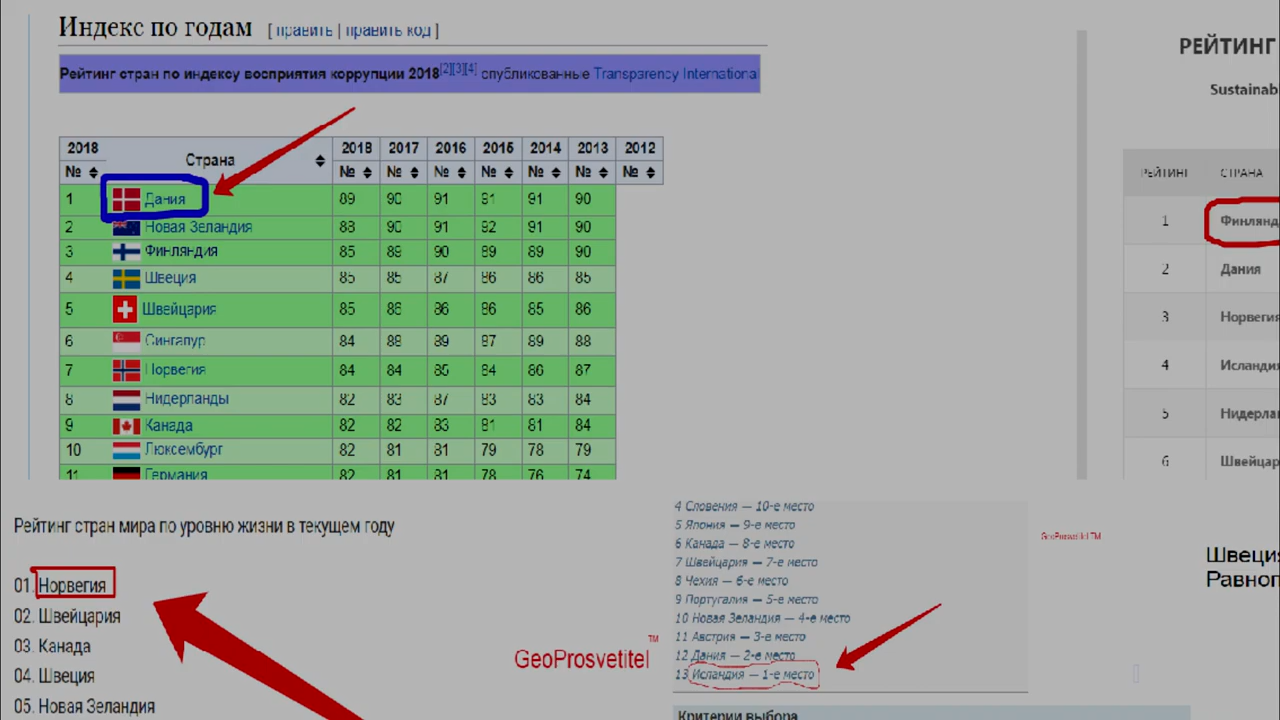 Индекс по годам [ править | править код ]
Рейтинг стран по индексу восприятия коррупции 2018[2][3][4] опубликованные Transparency International
2018 Страна 2018 2017 2016 2015 2014 2013 2012
№ № № № № № № №
1 Дания 89 90 91 91 91 90
2 Новая Зеландия 88 90 91 92 91 90
3 Финляндия 85 89 90 89 89 90
4 Швеция 85 85 87 86 86 85
5 Швейцария 85 86 86 86 85 86
6 Сингапур 84 88 89 87 89 88
7 Норвегия 84 84 85 84 86 87
8 Нидерланды 82 83 87 83 83 84
9 Канада 82 82 83 81 81 84
10 Люксембург 82 81 81 79 78 79
11 Германия 82 81 81 78 76 74
РЕЙТИНГ
Sustainab
РЕЙТИНГ СТРАНА
1 Финлянд
2 Дания
3 Норвегия
4 Исландия
5 Нидерла
6 Швейцар
Рейтинг стран мира по уровню жизни в текущем году
01. Норвегия
02. Швейцария
03. Канада
04. Швеция
05. Новая Зеландия
GeoProsvetitel TM
4 Словения — 10-е место
5 Япония — 9-е место
6 Канада — 8-е место
7 Швейцария — 7-е место
8 Чехия — 6-е место
9 Португалия — 5-е место
10 Новая Зеландия — 4-е место
11 Австрия — 3-е место
12 Дания — 2-е место
13 Исландия — 1-е место
Критерии выбора
GeoProsvetitel TM
Швеция
Равноп